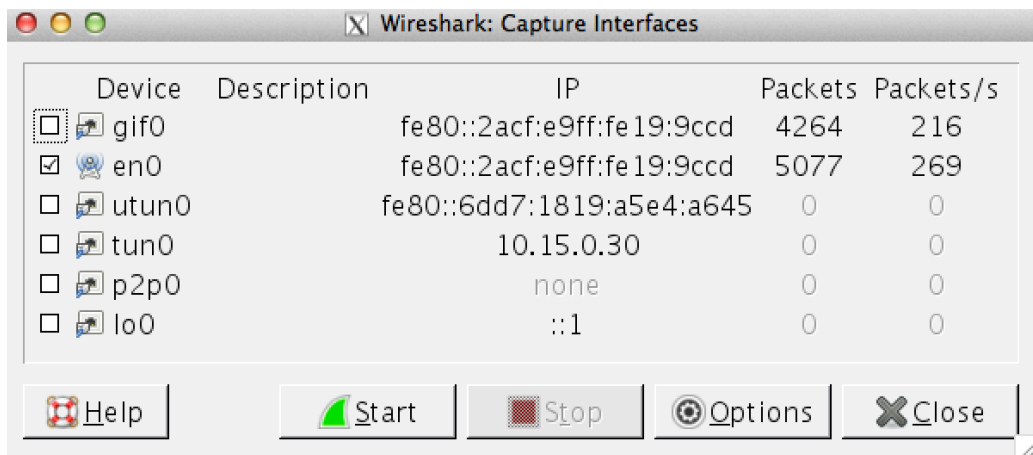 Wireshark: Capture Interfaces
Device Description IP Packets Packets/s
gif0 fe80::2acf:e9ff:fe19:9ccd 4264 216
en0 fe80::2acf:e9ff:fe19:9ccd 5077 269
utun0 fe80::6dd7:1819:a5e4:a645 0 0
tun0 10.15.0.30 0 0
p2p0 none 0 0
lo0 ::1 0 0
Help Start Stop Options Close